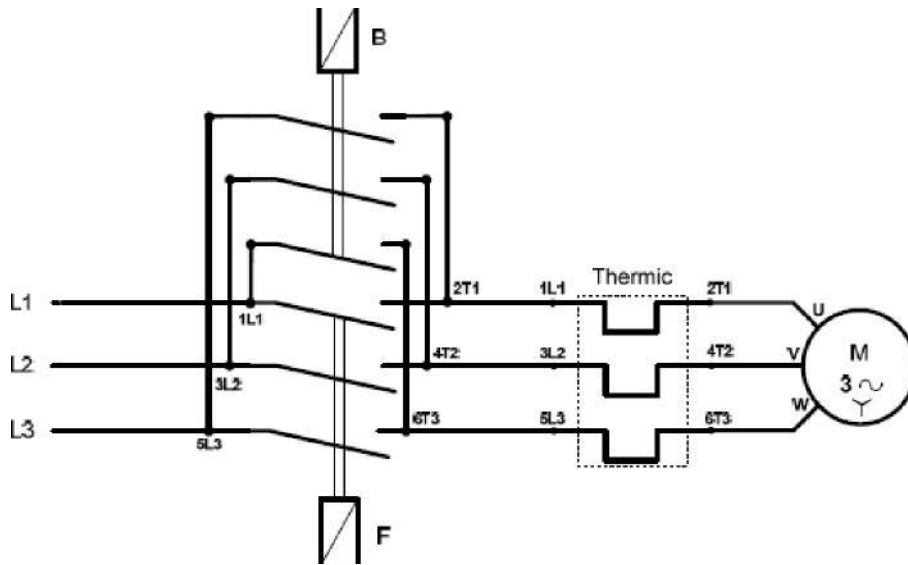 B
Thermic
L1 1L1 2T1 1L1 2T1 U
L2 3L2 4T2 3L2 4T2 V M
3
L3 5L3 6T3 5L3 6T3 W
F